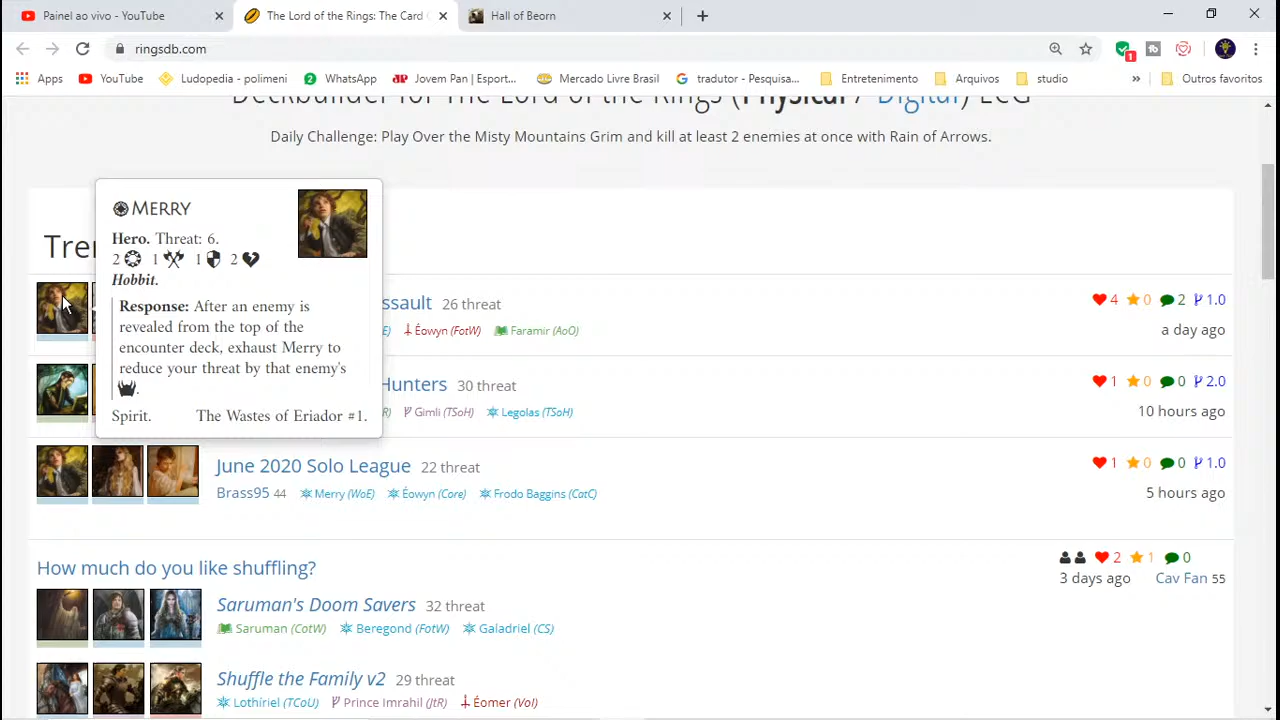 Painel ao vivo - YouTube
The Lord of the Rings: The Card
Hall of Beorn
ringsdb.com
1
Apps YouTube Ludopedia - polimeni 2 WhatsApp JP Jovem Pan | Esport... Mercado Livre Brasil tradutor - Pesquisa... Entretenimento Arquivos studio » Outros favoritos
Deckbuilder for The Lord of the Rings (Physical / Digital) LCG
Daily Challenge: Play Over the Misty Mountains Grim and kill at least 2 enemies at once with Rain of Arrows.
MERRY
Hero. Threat: 6.
2 1 1 2
Hobbit.
Response: After an enemy is
revealed from the top of the
encounter deck, exhaust Merry to
reduce your threat by that enemy's
.
Spirit. The Wastes of Eriador #1.
Tre
ssault 26 threat
4 0 2 1.0
E) Éowyn (FotW) Faramir (AoO)
a day ago
Hunters 30 threat
1 0 0 2.0
R) Gimli (TSoH) Legolas (TSoH)
10 hours ago
June 2020 Solo League 22 threat
1 0 0 1.0
Brass95 44 Merry (WoE) Éowyn (Core) Frodo Baggins (CatC)
5 hours ago
How much do you like shuffling?
2 1 0
3 days ago Cav Fan 55
Saruman's Doom Savers 32 threat
Saruman (CotW) Beregond (FotW) Galadriel (CS)
Shuffle the Family v2 29 threat
Lothíriel (TCoU) Prince Imrahil (JtR) Éomer (VoI)